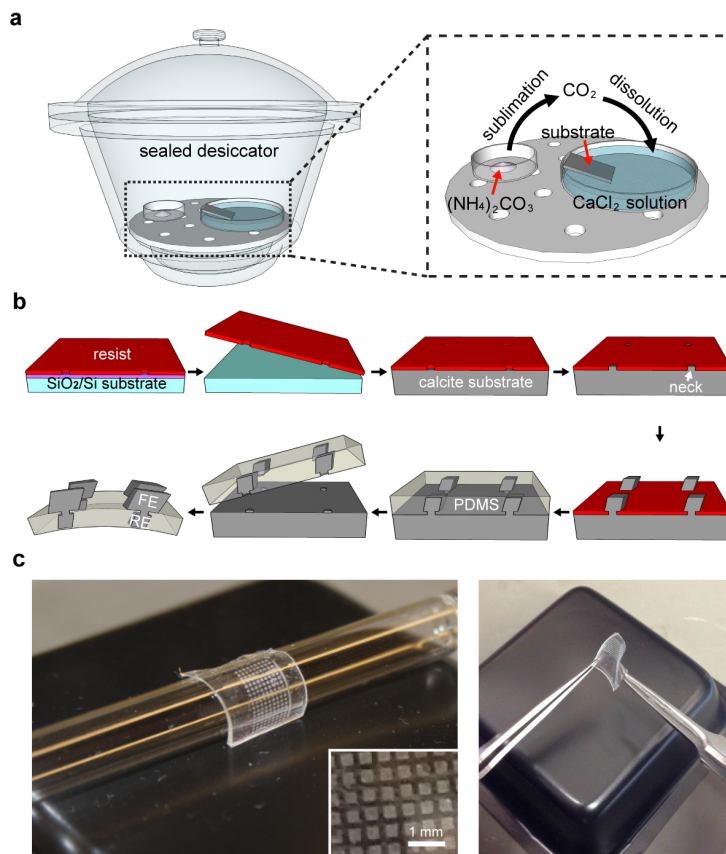 a
sealed desiccator
sublimation
CO₂
dissolution
substrate
(NH₄)₂CO₃
CaCl₂ solution
b
resist
SiO₂/Si substrate
calcite substrate
neck
FE
RE
PDMS
c
1 mm